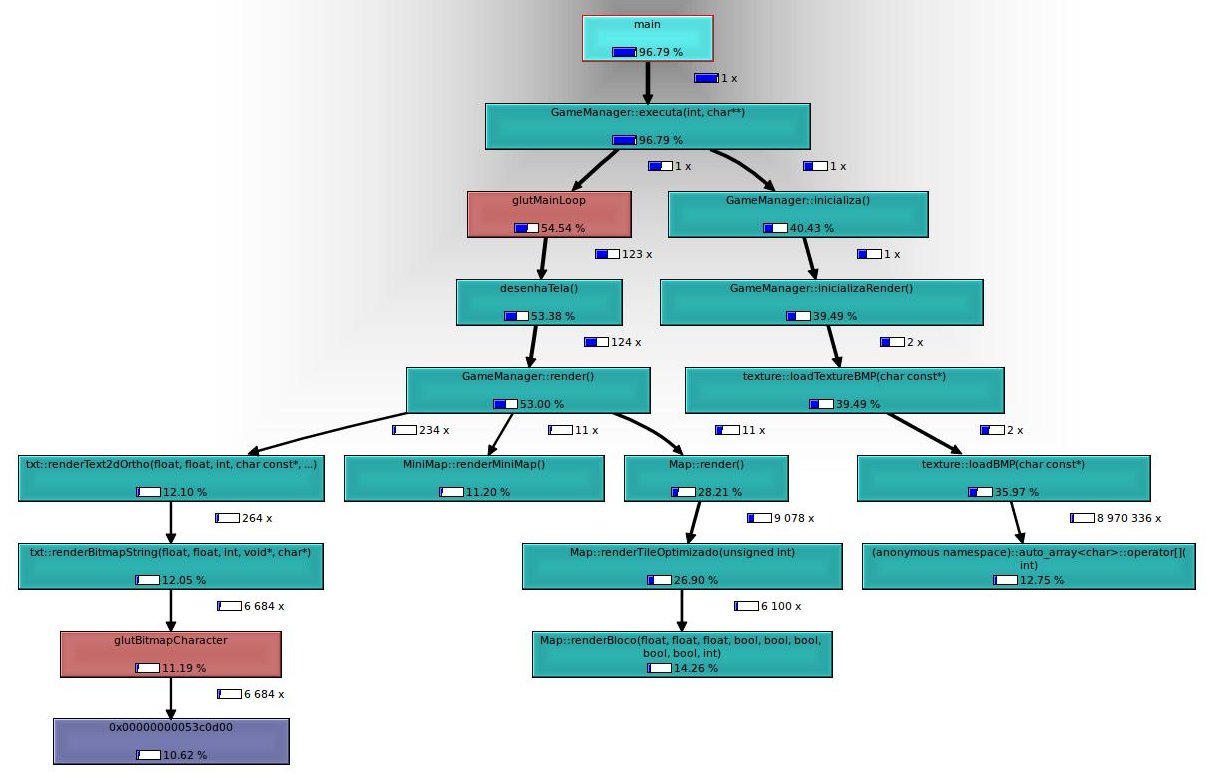 main
96.79 %
1 x
GameManager::executa(int, char**)
96.79 %
1 x
1 x
glutMainLoop
54.54 %
GameManager::inicializa()
40.43 %
123 x
1 x
desenhaTela()
53.38 %
GameManager::inicializaRender()
39.49 %
124 x
2 x
GameManager::render()
53.00 %
texture::loadTextureBMP(char const*)
39.49 %
234 x
11 x
11 x
2 x
txt::renderText2dOrtho(float, float, int, char const*, ...)
12.10 %
MiniMap::renderMiniMap()
11.20 %
Map::render()
28.21 %
texture::loadBMP(char const*)
35.97 %
264 x
9 078 x
8 970 336 x
txt::renderBitmapString(float, float, int, void*, char*)
12.05 %
Map::renderTileOptimizado(unsigned int)
26.90 %
(anonymous namespace)::auto_array<char>::operator[](
int)
12.75 %
6 684 x
6 100 x
glutBitmapCharacter
11.19 %
Map::renderBloco(float, float, float, bool, bool, bool,
bool, bool, int)
14.26 %
6 684 x
0x00000000053c0d00
10.62 %